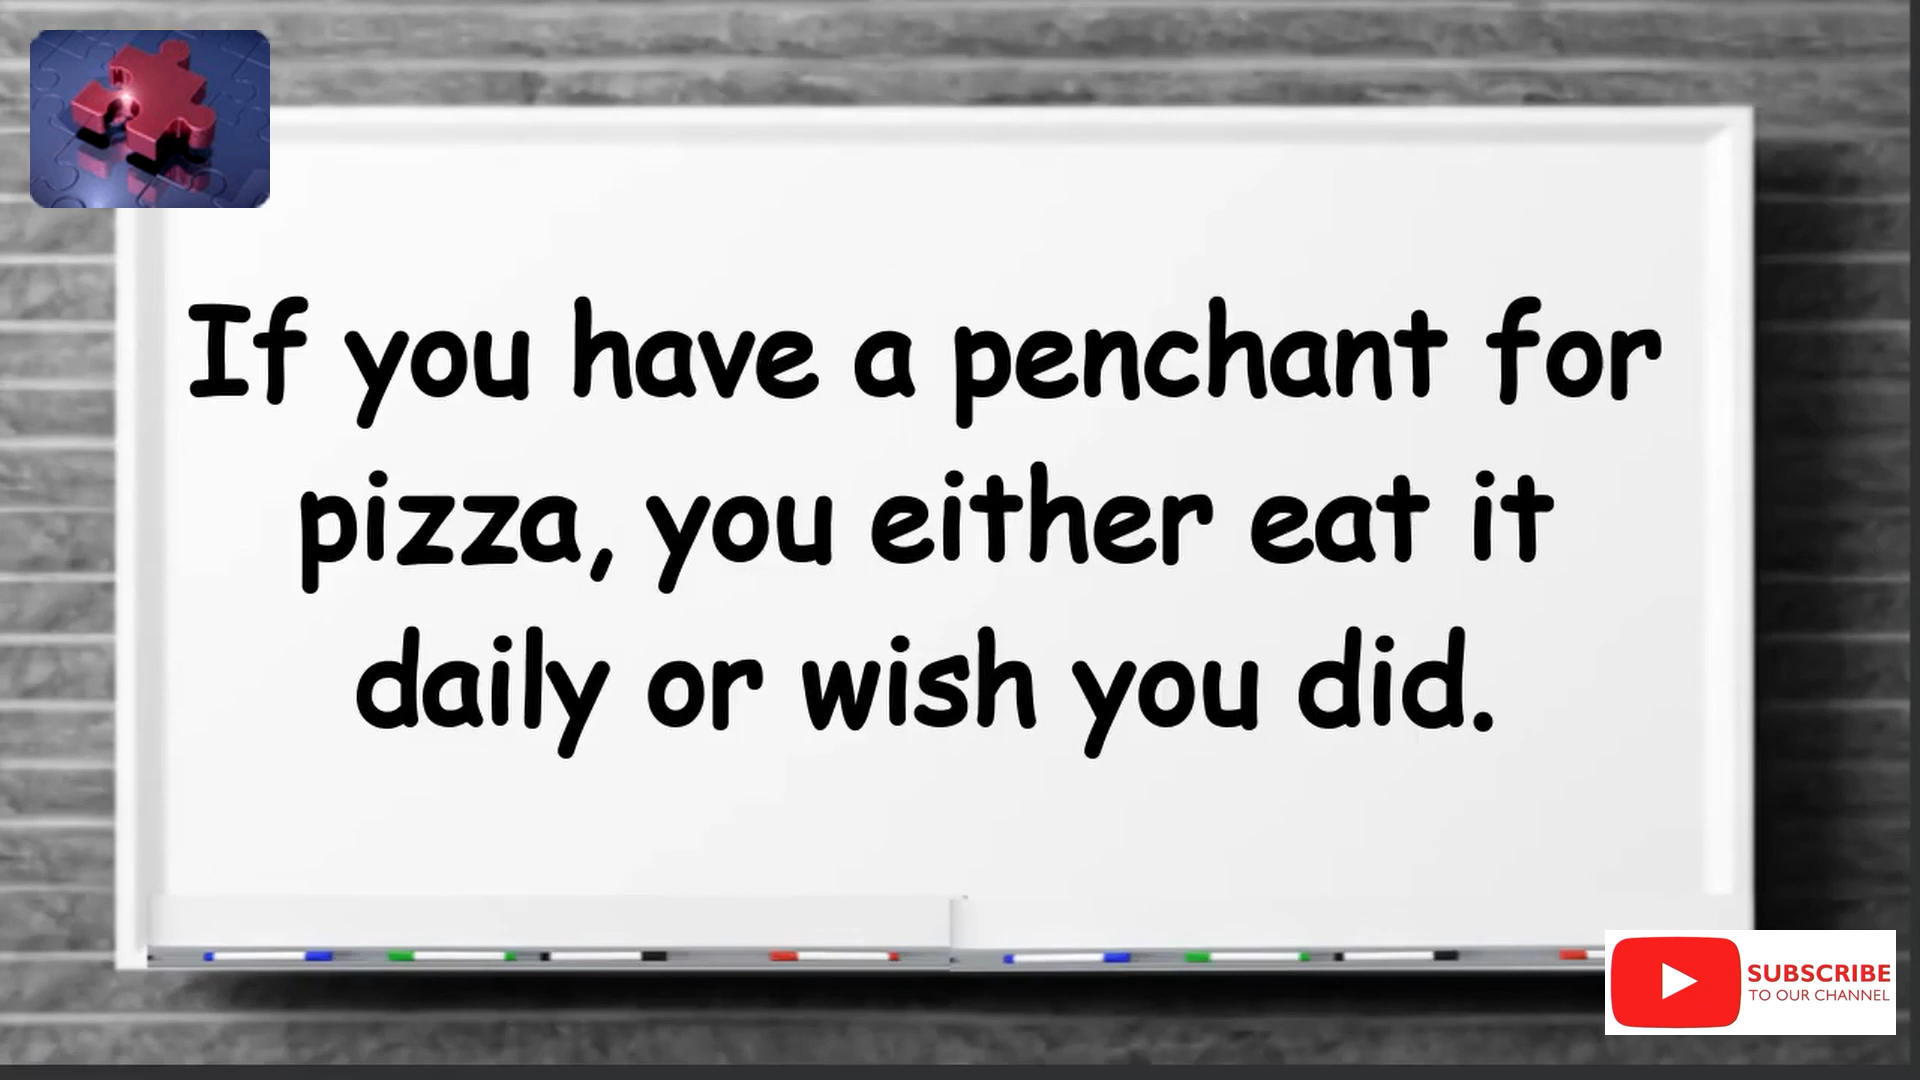 If you have a penchant for
pizza, you either eat it
daily or wish you did.
SUBSCRIBE
TO OUR CHANNEL